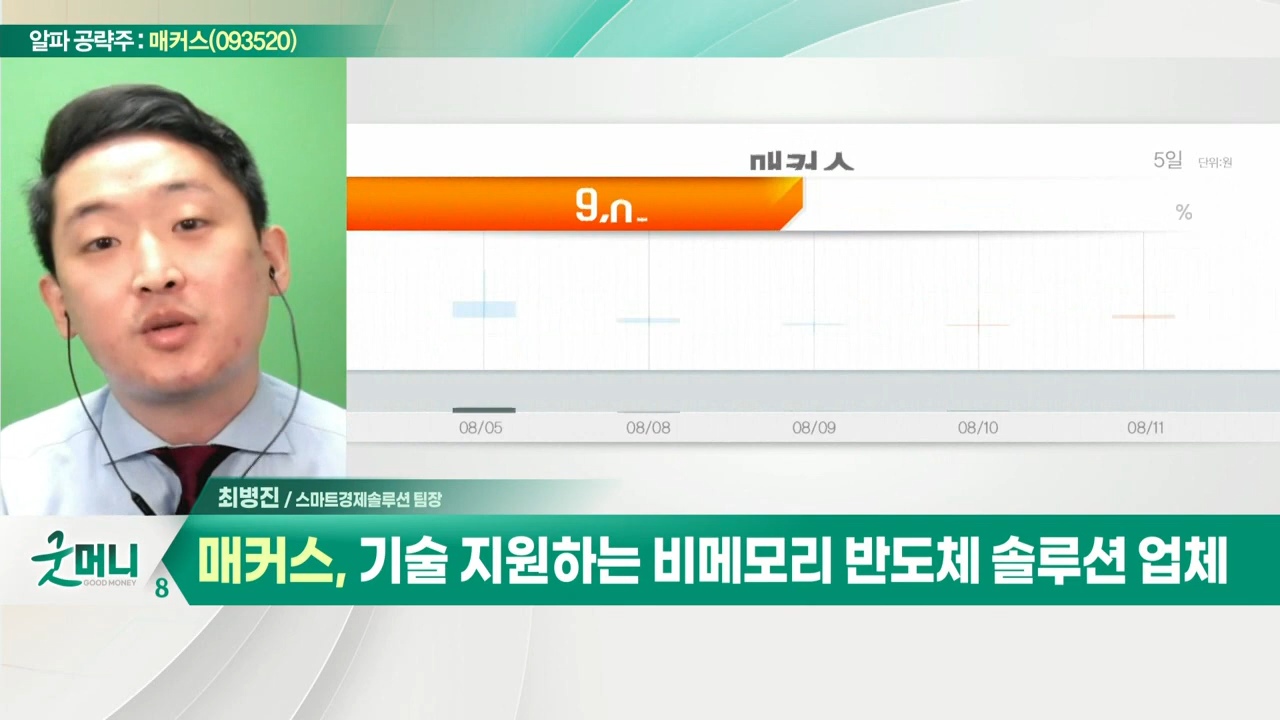 알파 공략주 : 매커스(093520)
매커스
5일 단위:원
%
08/05 08/08 08/09 08/10 08/11
최병진 / 스마트경제솔루션 팀장
굿머니
GOOD MONEY
8
매커스, 기술 지원하는 비메모리 반도체 솔루션 업체